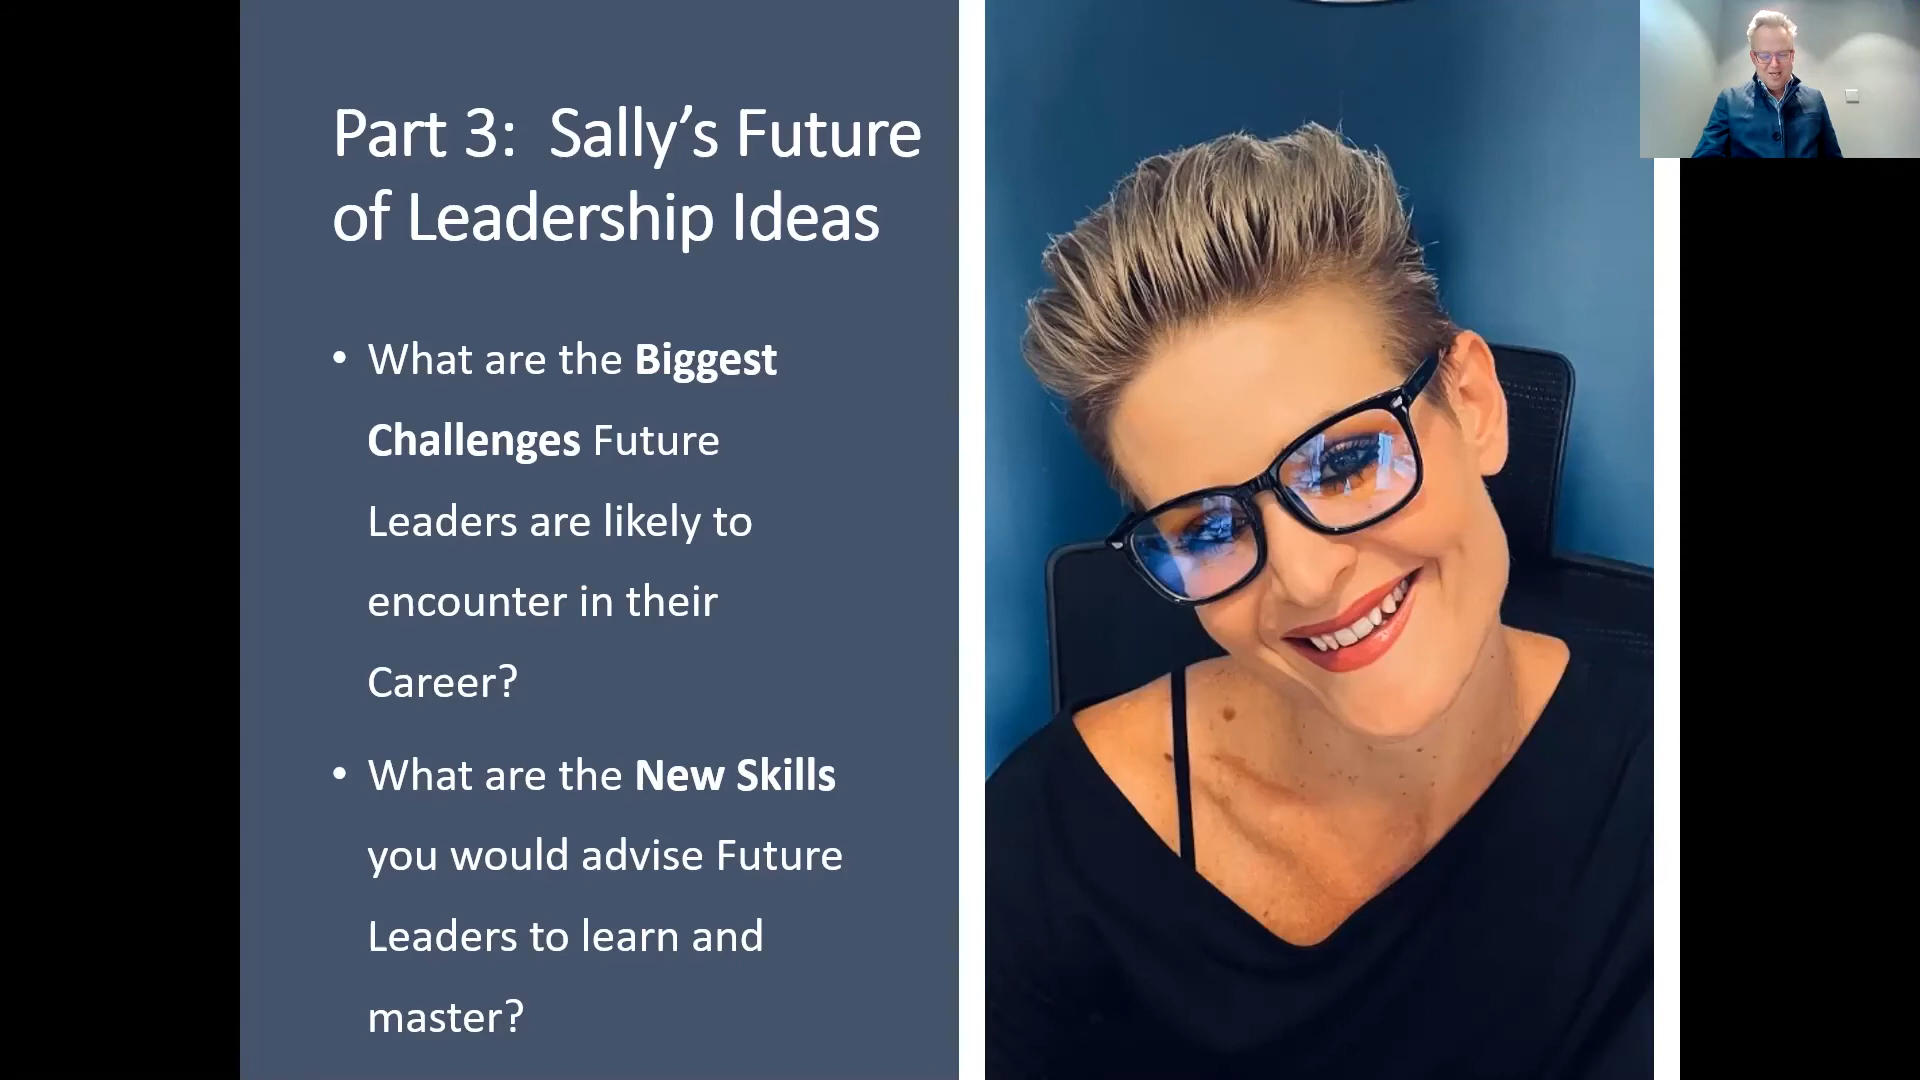 Part 3:  Sally’s Future
of Leadership Ideas
• What are the Biggest
Challenges Future
Leaders are likely to
encounter in their
Career?
• What are the New Skills
you would advise Future
Leaders to learn and
master?